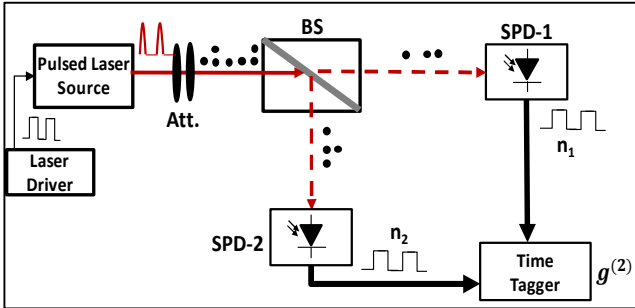 BS
SPD-1
Pulsed Laser
Source
Att.
n₁
Laser
Driver
SPD-2
n₂
Time
Tagger
g⁽²⁾